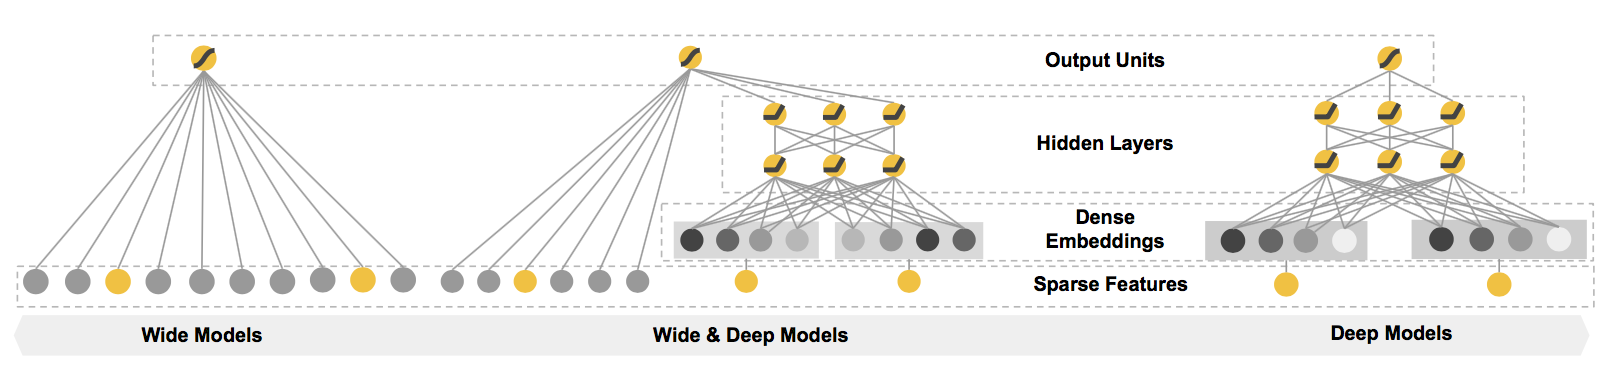 Output Units
Hidden Layers
Dense
Embeddings
Sparse Features
Wide Models
Wide & Deep Models
Deep Models